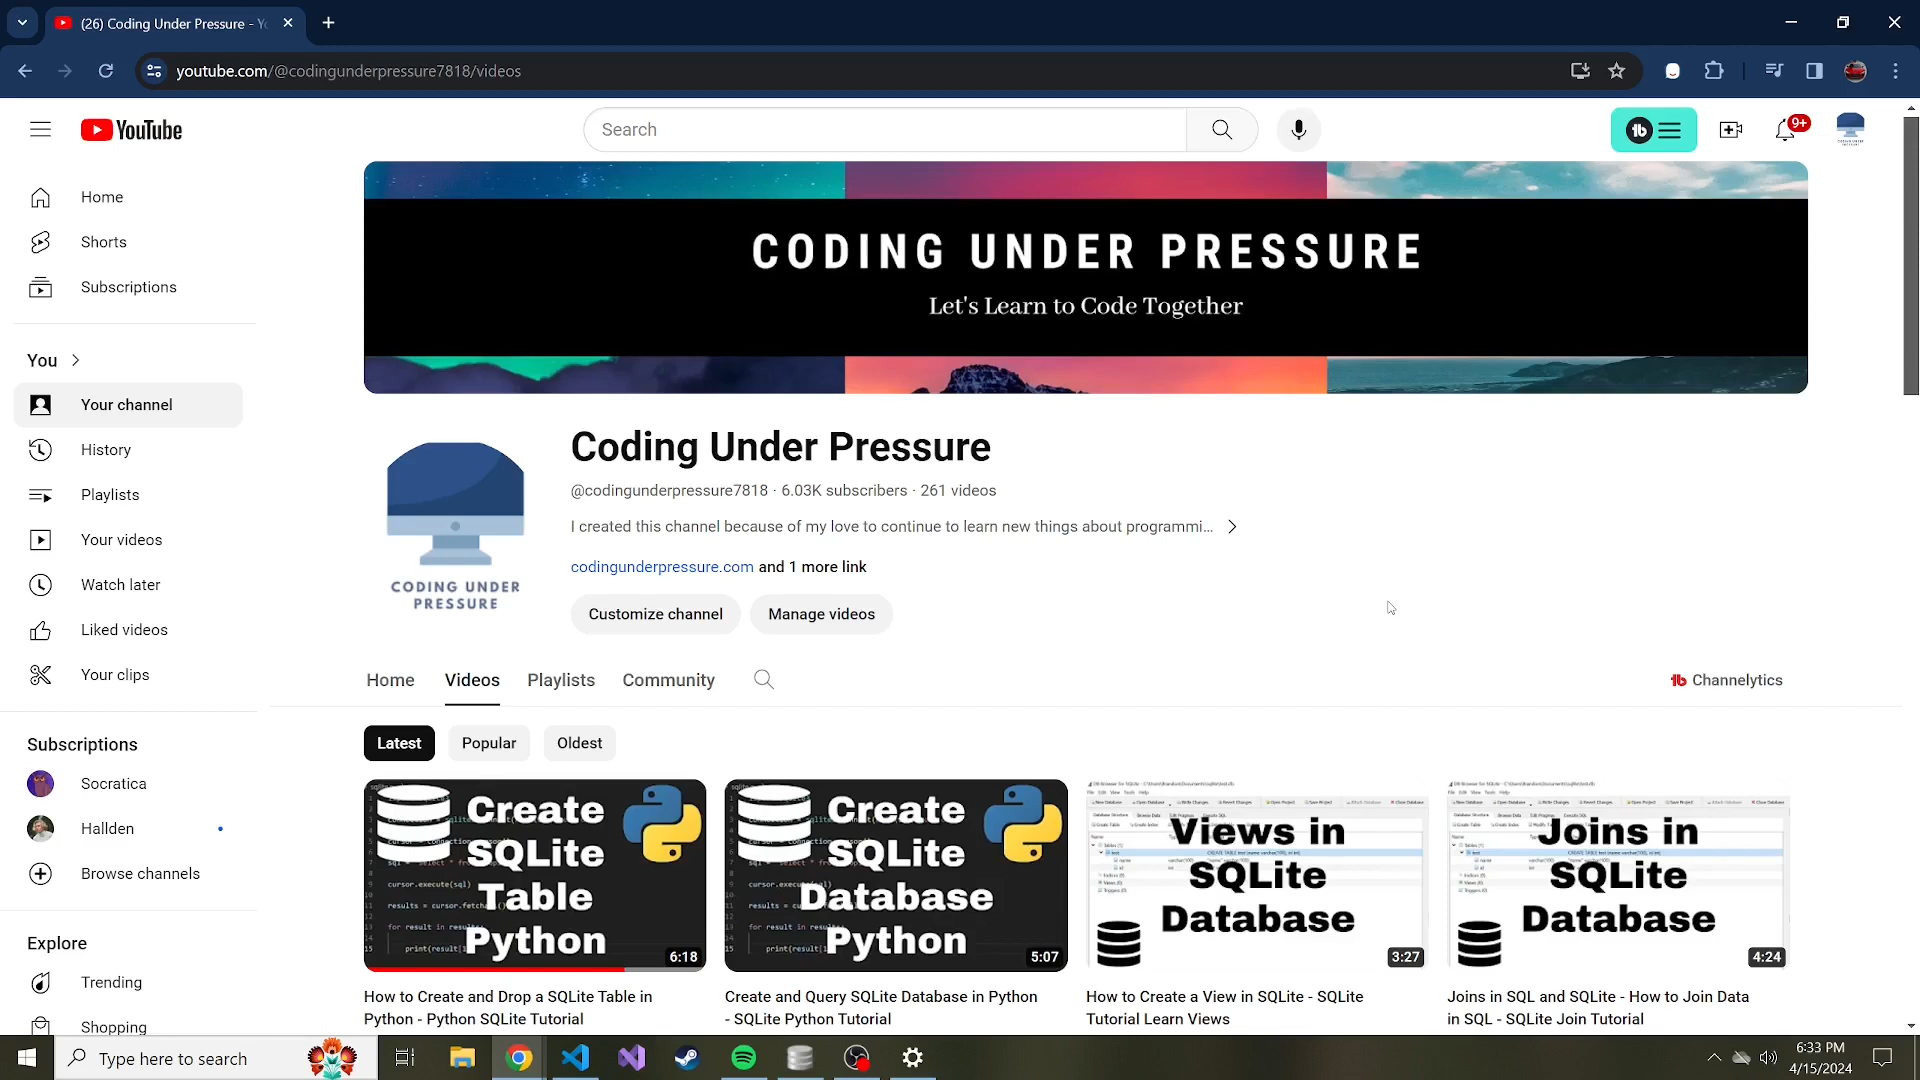 (26) Coding Under Pressure - Yo
youtube.com/@codingunderpressure7818/videos
YouTube
Search
9+
Home
Shorts
Subscriptions
You
Your channel
History
Playlists
Your videos
Watch later
Liked videos
Your clips
Subscriptions
Socratica
Hallden
Browse channels
Explore
Trending
Shopping
CODING UNDER PRESSURE
Let's Learn to Code Together
CODING UNDER
PRESSURE
Coding Under Pressure
@codingunderpressure7818 · 6.03K subscribers · 261 videos
I created this channel because of my love to continue to learn new things about programmi...
codingunderpressure.com and 1 more link
Customize channel Manage videos
Home Videos Playlists Community
Channelytics
Latest Popular Oldest
Create
SQLite
Table
Python
6:18
How to Create and Drop a SQLite Table in
Python - Python SQLite Tutorial
Create
SQLite
Database
Python
5:07
Create and Query SQLite Database in Python
- SQLite Python Tutorial
Views in
SQLite
Database
3:27
How to Create a View in SQLite - SQLite
Tutorial Learn Views
Joins in
SQLite
Database
4:24
Joins in SQL and SQLite - How to Join Data
in SQL - SQLite Join Tutorial
Type here to search
6:33 PM
4/15/2024